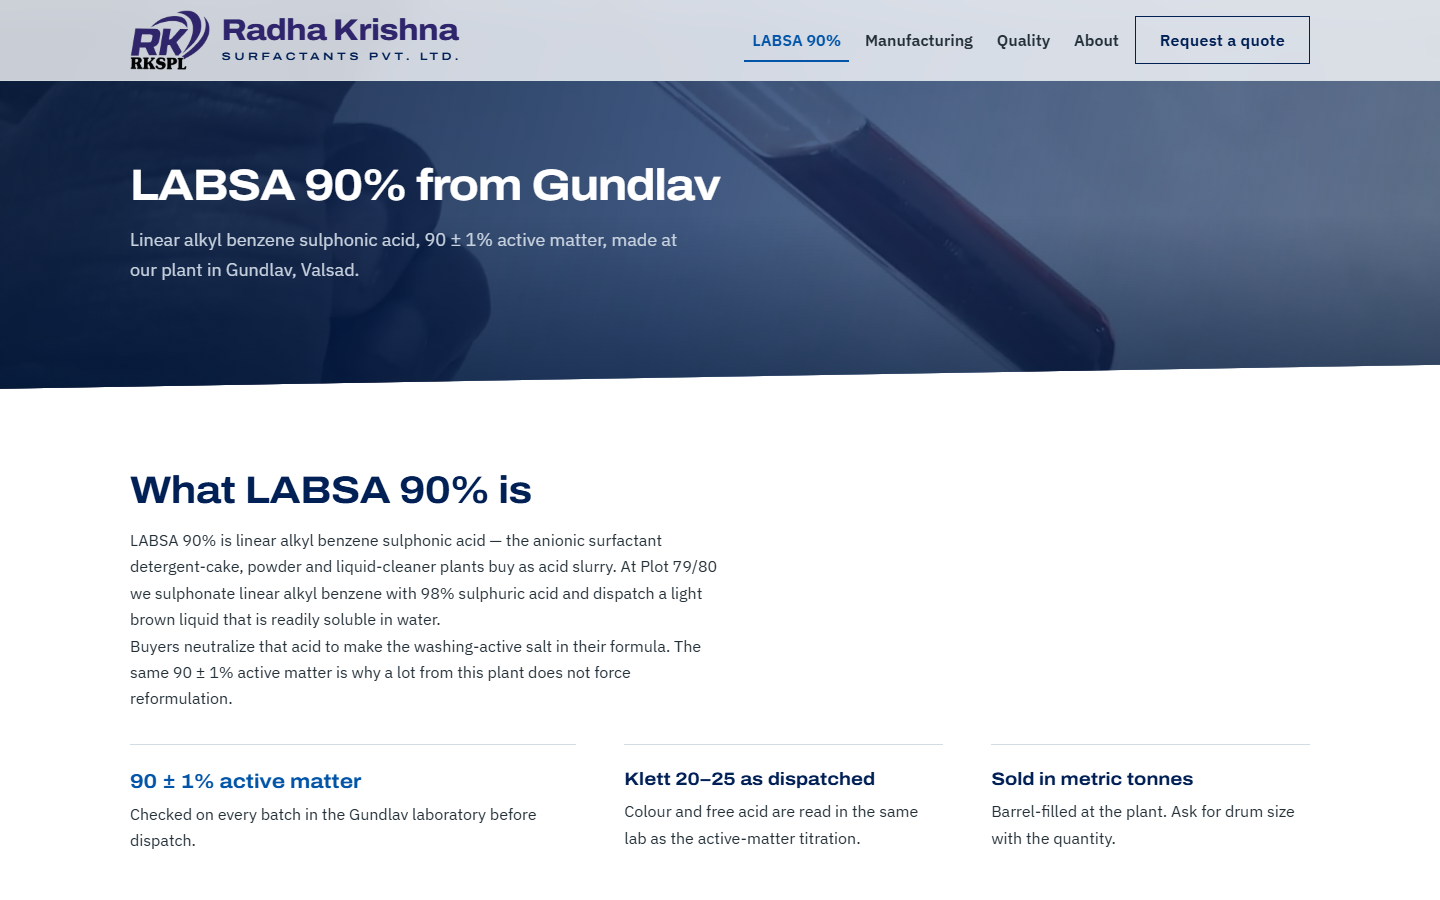 RK
RKSPL
Radha Krishna
SURFACTANTS PVT. LTD.
LABSA 90%
Manufacturing
Quality
About
Request a quote
LABSA 90% from Gundlav
Linear alkyl benzene sulphonic acid, 90 ± 1% active matter, made at
our plant in Gundlav, Valsad.
What LABSA 90% is
LABSA 90% is linear alkyl benzene sulphonic acid — the anionic surfactant
detergent-cake, powder and liquid-cleaner plants buy as acid slurry. At Plot 79/80
we sulphonate linear alkyl benzene with 98% sulphuric acid and dispatch a light
brown liquid that is readily soluble in water.
Buyers neutralize that acid to make the washing-active salt in their formula. The
same 90 ± 1% active matter is why a lot from this plant does not force
reformulation.
90 ± 1% active matter
Checked on every batch in the Gundlav laboratory before
dispatch.
Klett 20–25 as dispatched
Colour and free acid are read in the same
lab as the active-matter titration.
Sold in metric tonnes
Barrel-filled at the plant. Ask for drum size
with the quantity.